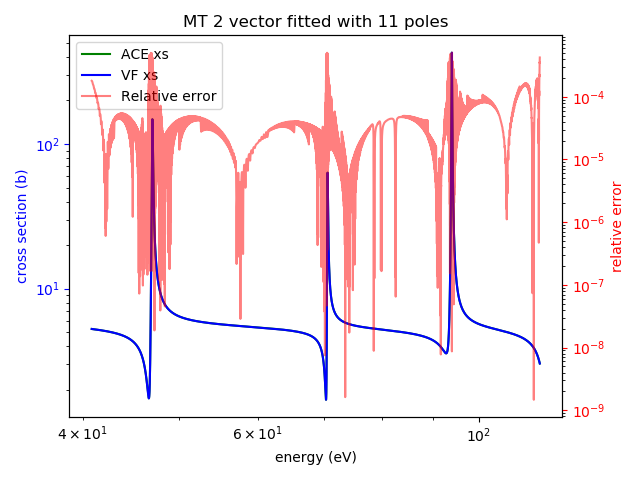 MT 2 vector fitted with 11 poles
ACE xs
VF xs
Relative error
10²
10¹
cross section (b)
10⁻⁴
10⁻⁵
10⁻⁶
10⁻⁷
10⁻⁸
10⁻⁹
relative error
4 × 10¹
6 × 10¹
10²
energy (eV)